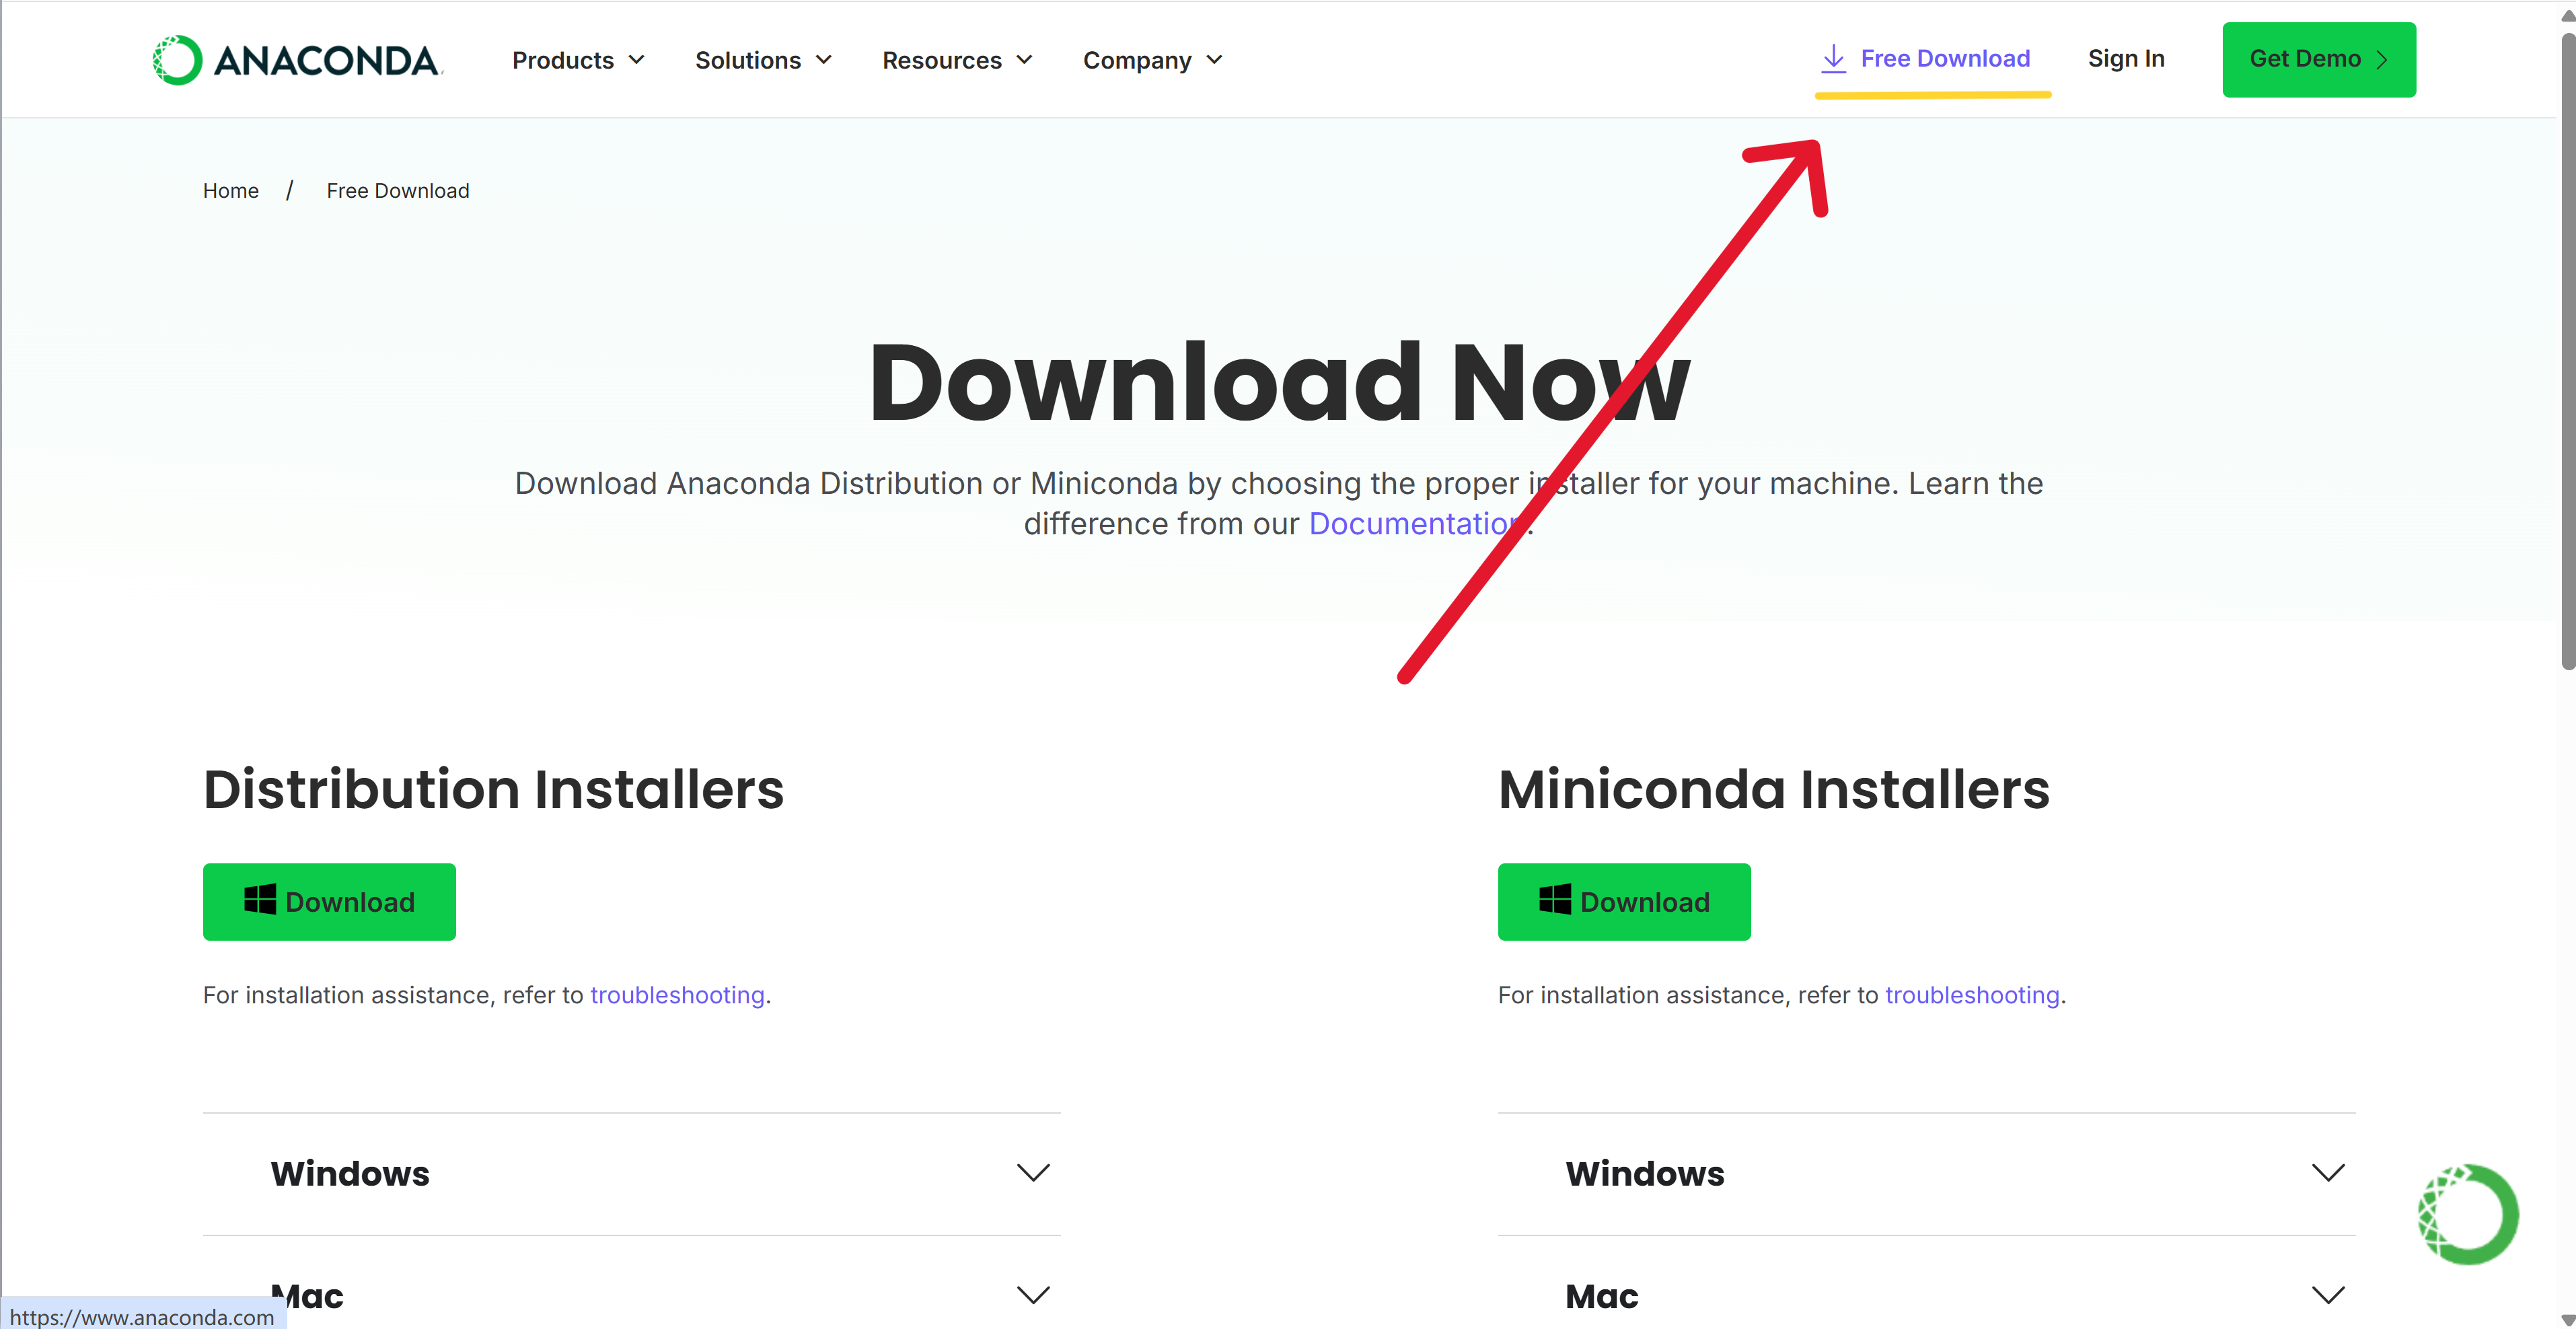 ANACONDA.
Products
Solutions
Resources
Company
Free Download
Sign In
Get Demo
Home / Free Download
Download Now
Download Anaconda Distribution or Miniconda by choosing the proper installer for your machine. Learn the
difference from our Documentation.
Distribution Installers
Download
For installation assistance, refer to troubleshooting.
Windows
Mac
Miniconda Installers
Download
For installation assistance, refer to troubleshooting.
Windows
Mac
https://www.anaconda.com